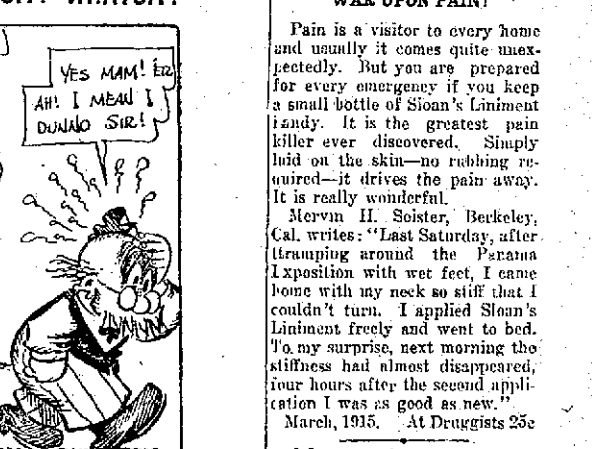 YES MAM! ER
AH! I MEAN I
DUNNO SIR!
WAR UPON PAIN!
Pain is a visitor to every home
and usually it comes quite unex-
pectedly. But you are prepared
for every emergency if you keep
a small bottle of Sloan's Liniment
handy. It is the greatest pain
killer ever discovered. Simply
laid on the skin—no rubbing re-
quired—it drives the pain away.
It is really wonderful.
Mervin H. Soister, Berkeley,
Cal. writes: "Last Saturday, after
tramping around the Panama
Exposition with wet feet, I came
home with my neck so stiff that I
couldn't turn. I applied Sloan's
Liniment freely and went to bed.
To my surprise, next morning the
stiffness had almost disappeared,
four hours after the second appli-
cation I was as good as new."
March, 1915. At Druggists 25c